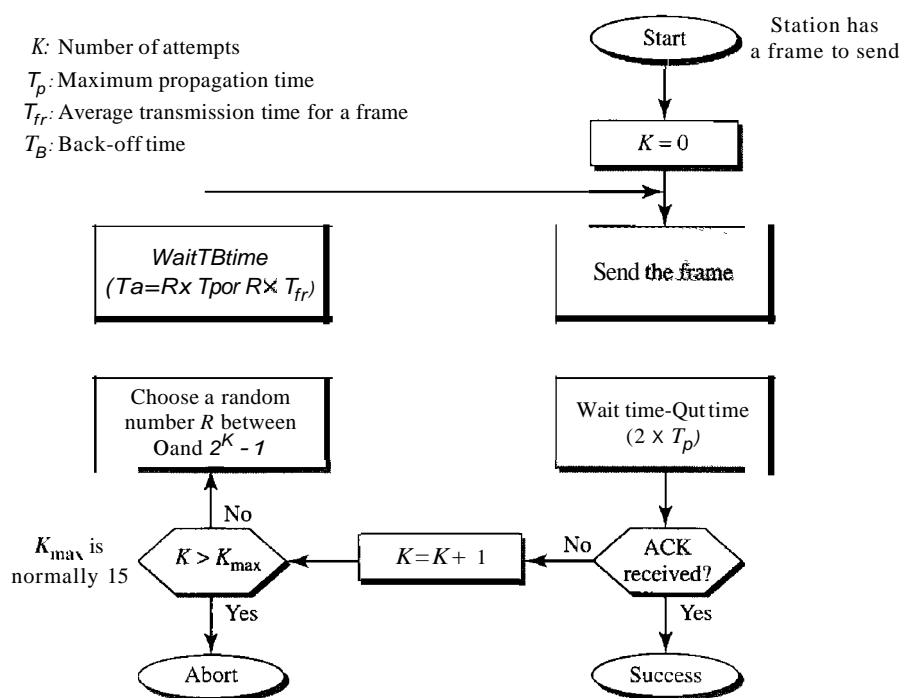 K: Number of attempts
Tp: Maximum propagation time
Tfr: Average transmission time for a frame
TB: Back-off time
Start
Station has
a frame to send
K = 0
WaitTBtime
(Ta=Rx Tpor R× Tfr)
Send the frame
Choose a random
number R between
Oand 2^K - 1
Wait time-Qut time
(2 × Tp)
No
Kmax is
normally 15
K > Kmax
K = K + 1
No
ACK
received?
Yes
Yes
Abort
Success